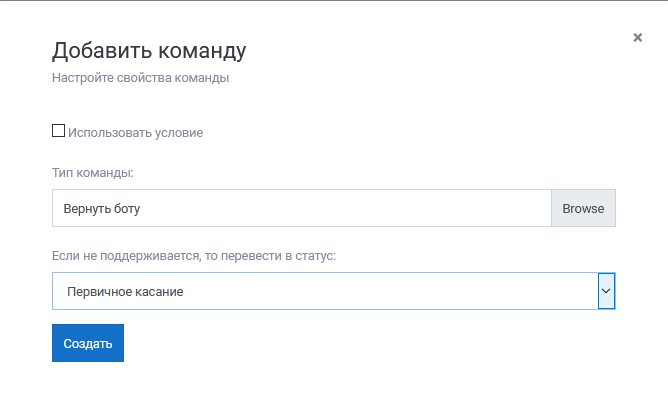 Добавить команду
Настройте свойства команды
Использовать условие
Тип команды:
Вернуть боту
Browse
Если не поддерживается, то перевести в статус:
Первичное касание
Создать